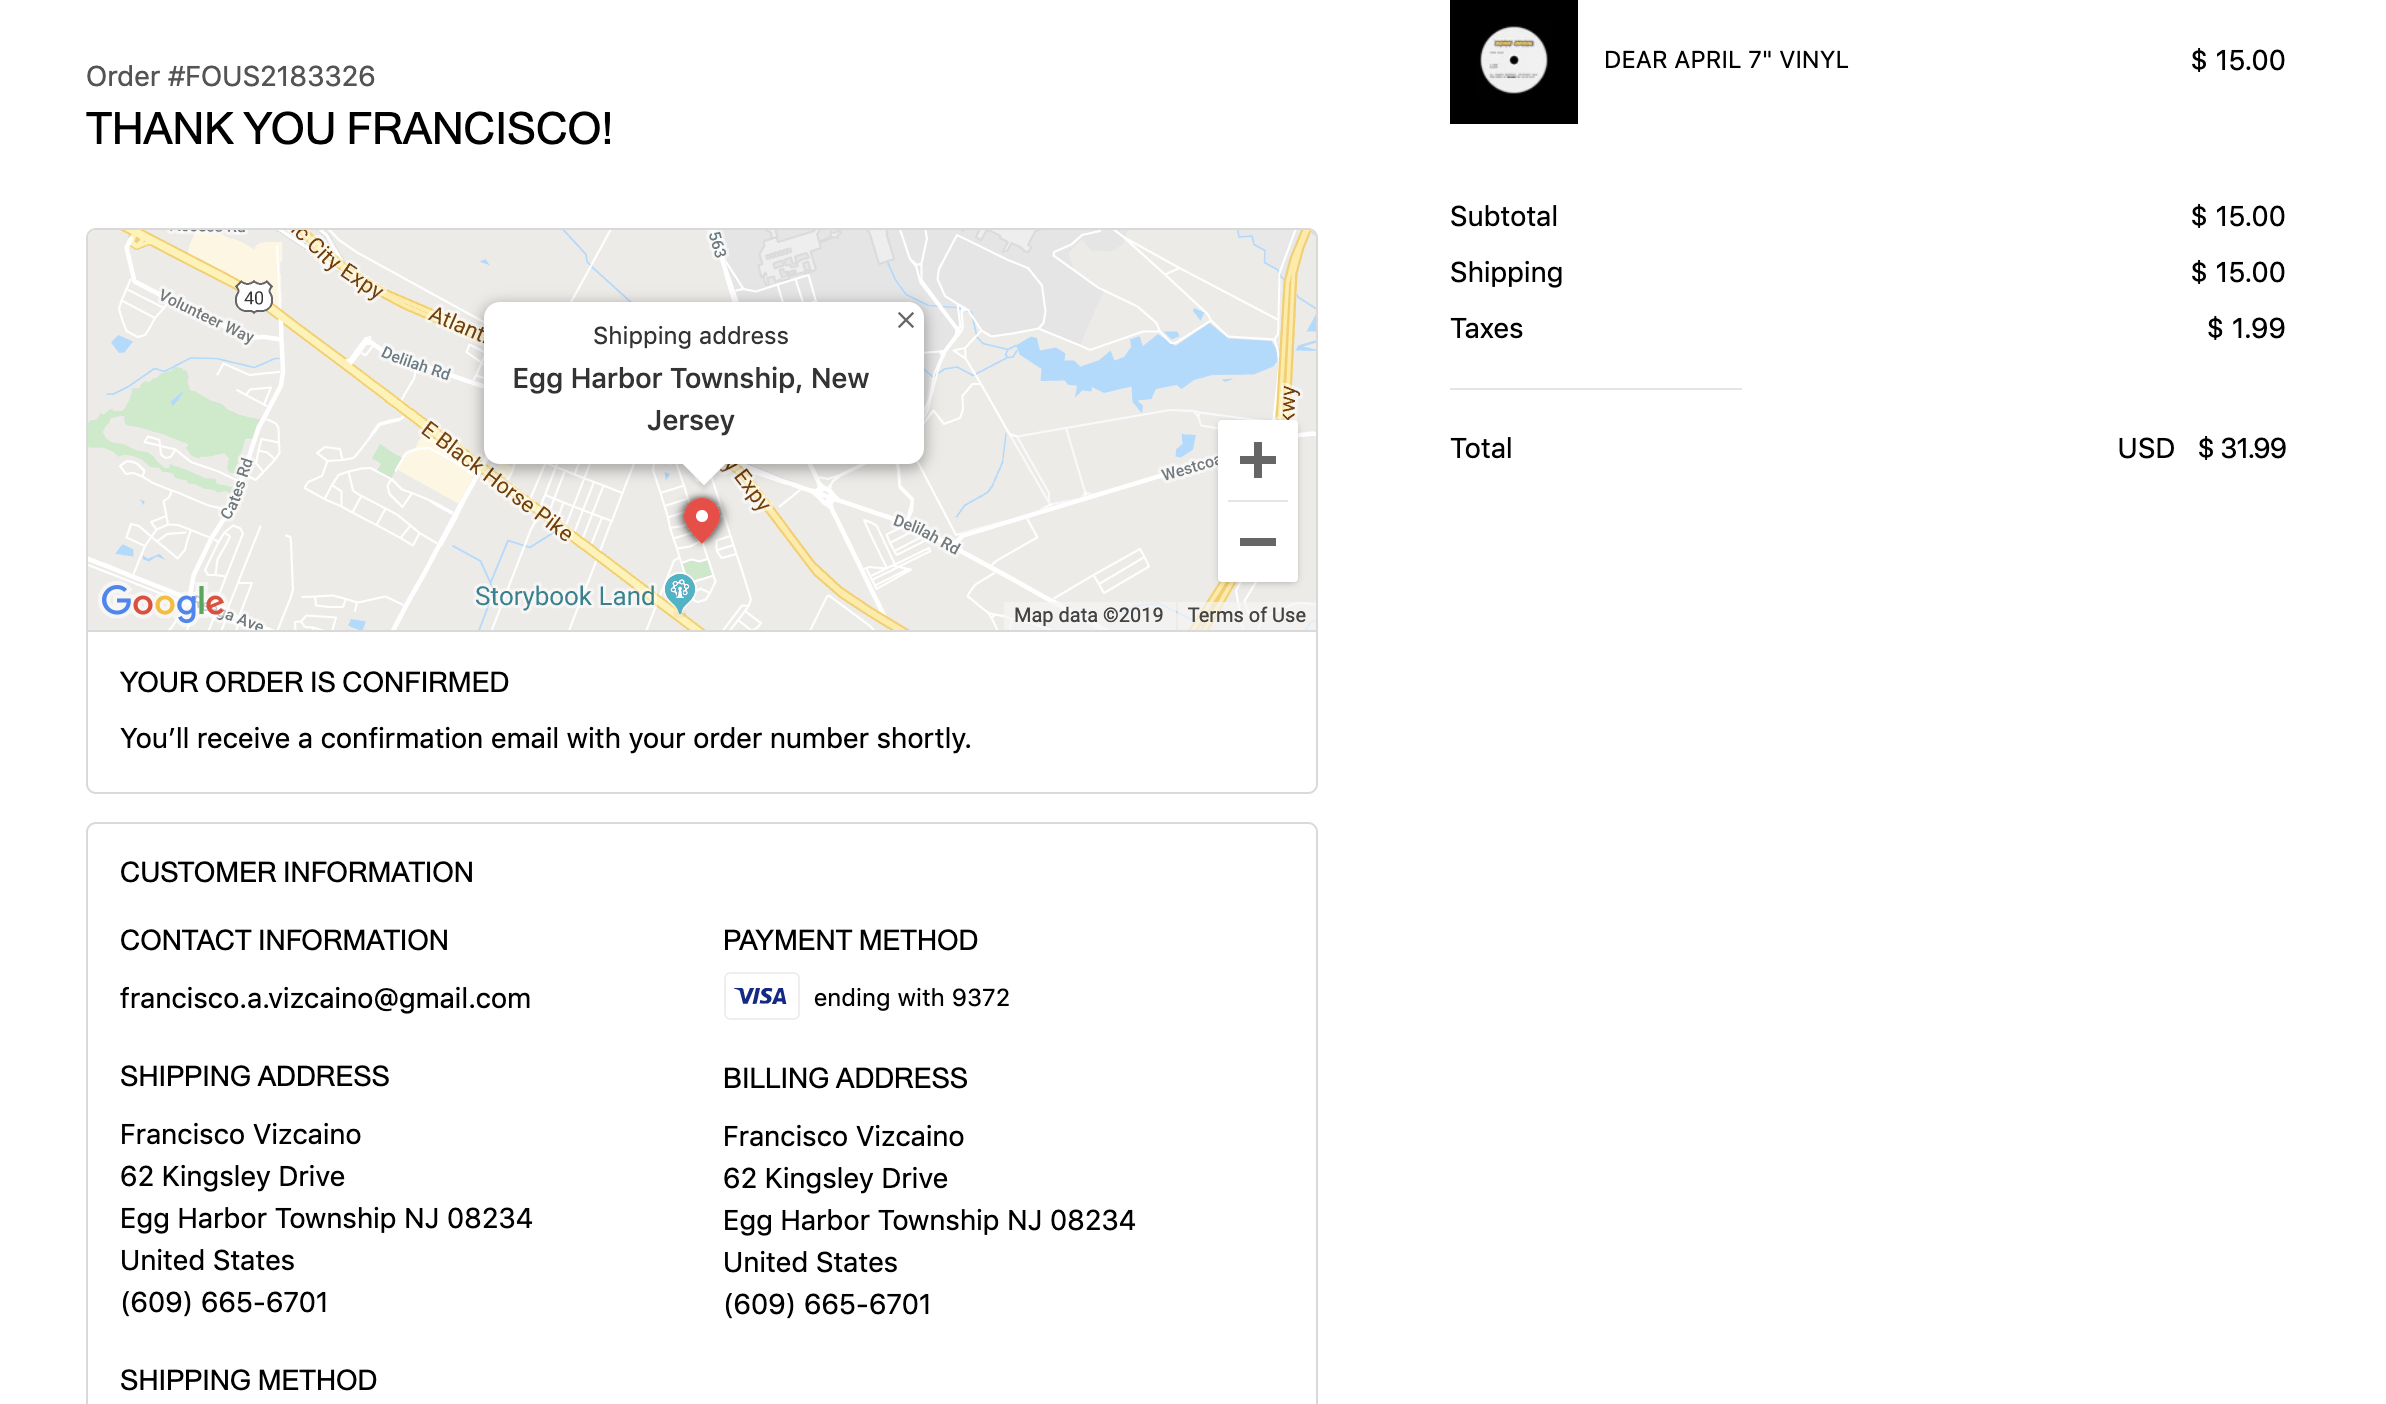 Order #FOUS2183326
THANK YOU FRANCISCO!
563
ic City Expy
40
Volunteer Way
Atlant
Delilah Rd
Shipping address
Egg Harbor Township, New
Jersey
kwy
E Black Horse Pike
Cates Rd
y Expy
Westcoa
Delilah Rd
Storybook Land
Google
ga Ave
Map data ©2019
Terms of Use
YOUR ORDER IS CONFIRMED
You’ll receive a confirmation email with your order number shortly.
CUSTOMER INFORMATION
CONTACT INFORMATION
francisco.a.vizcaino@gmail.com
PAYMENT METHOD
VISA ending with 9372
SHIPPING ADDRESS
Francisco Vizcaino
62 Kingsley Drive
Egg Harbor Township NJ 08234
United States
(609) 665-6701
BILLING ADDRESS
Francisco Vizcaino
62 Kingsley Drive
Egg Harbor Township NJ 08234
United States
(609) 665-6701
SHIPPING METHOD
DEAR APRIL 7" VINYL $ 15.00
Subtotal $ 15.00
Shipping $ 15.00
Taxes $ 1.99
Total USD $ 31.99